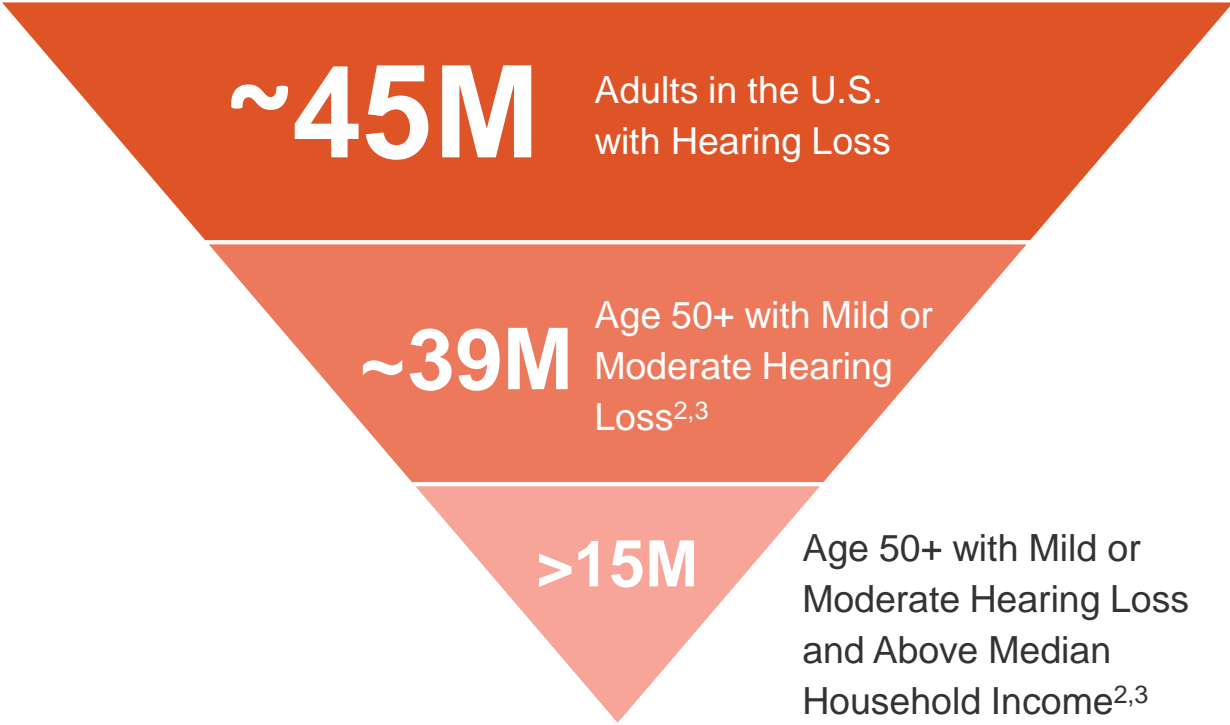 ~45M
Adults in the U.S.
with Hearing Loss
~39M
Age 50+ with Mild or
Moderate Hearing
Loss2,3
>15M
Age 50+ with Mild or
Moderate Hearing Loss
and Above Median
Household Income2,3